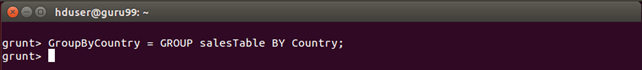 hduser@guru99: ~
grunt> GroupByCountry = GROUP salesTable BY Country;
grunt>